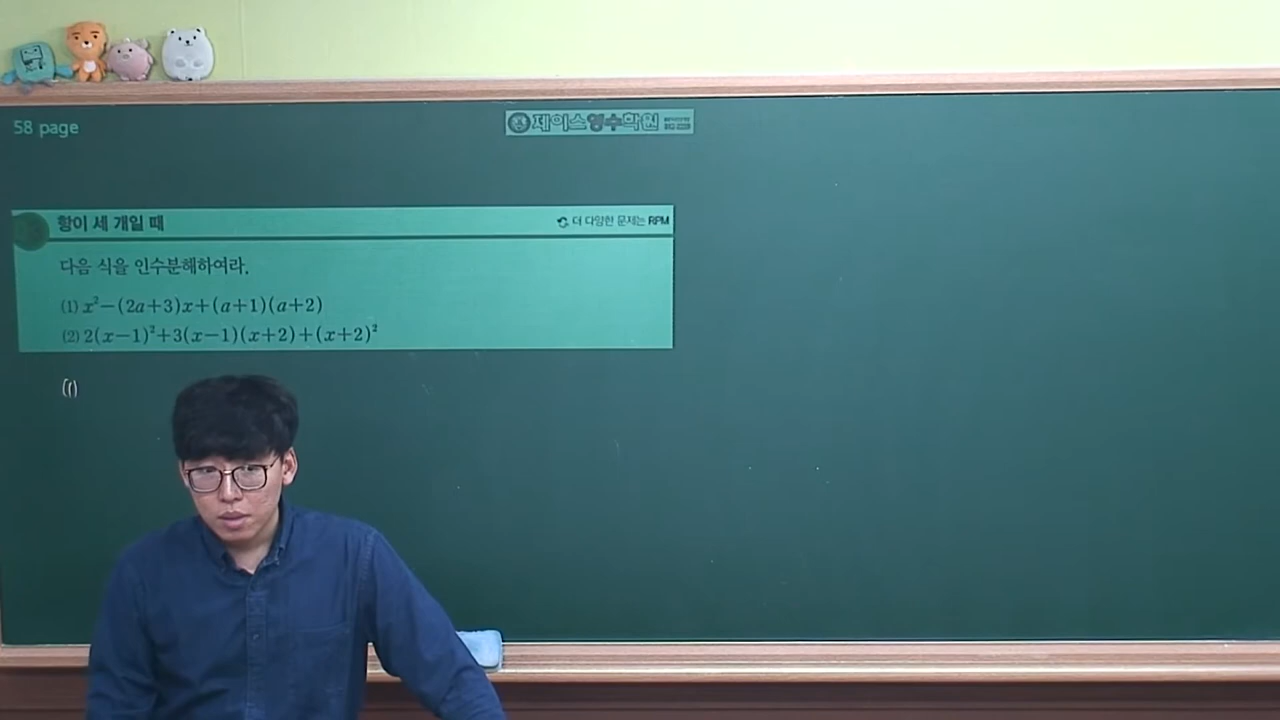 58 page
제이스영수학원
항이 세 개일 때
더 다양한 문제는 RPM
다음 식을 인수분해하여라.
(1) x²−(2a+3)x+(a+1)(a+2)
(2) 2(x−1)²+3(x−1)(x+2)+(x+2)²
(1)